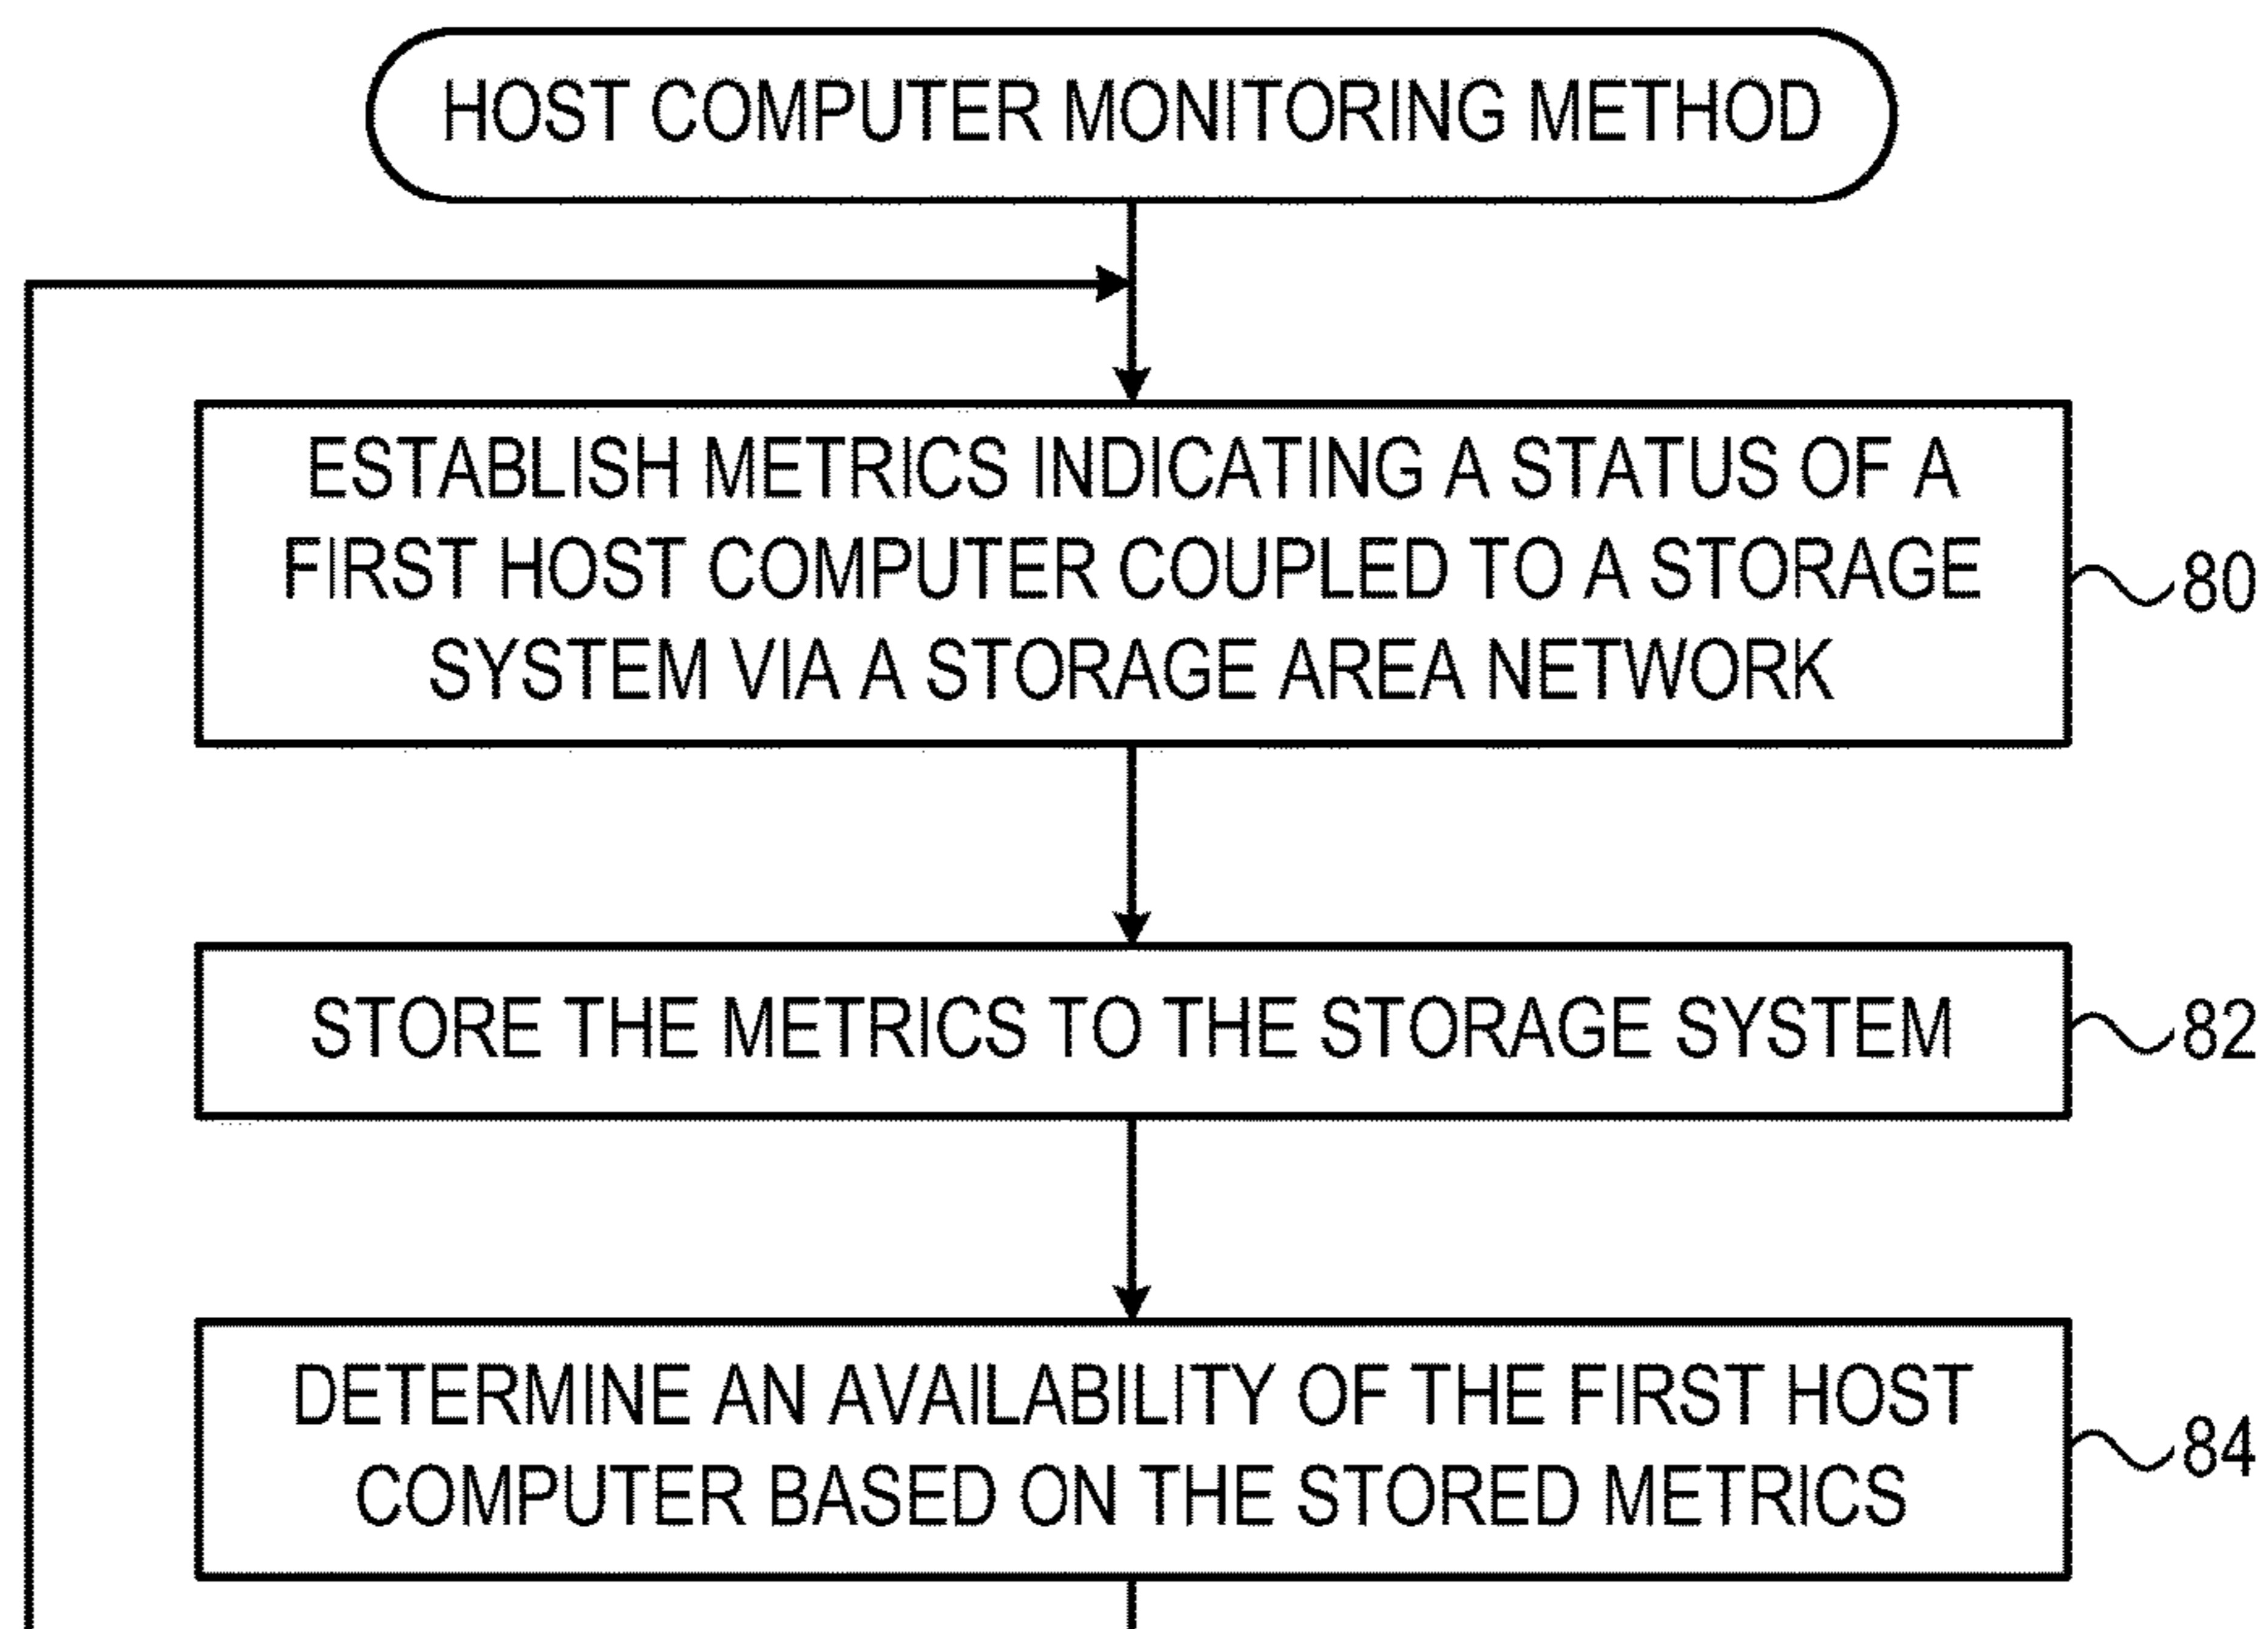 HOST COMPUTER MONITORING METHOD
ESTABLISH METRICS INDICATING A STATUS OF A
FIRST HOST COMPUTER COUPLED TO A STORAGE
SYSTEM VIA A STORAGE AREA NETWORK
80
STORE THE METRICS TO THE STORAGE SYSTEM
82
DETERMINE AN AVAILABILITY OF THE FIRST HOST
COMPUTER BASED ON THE STORED METRICS
84